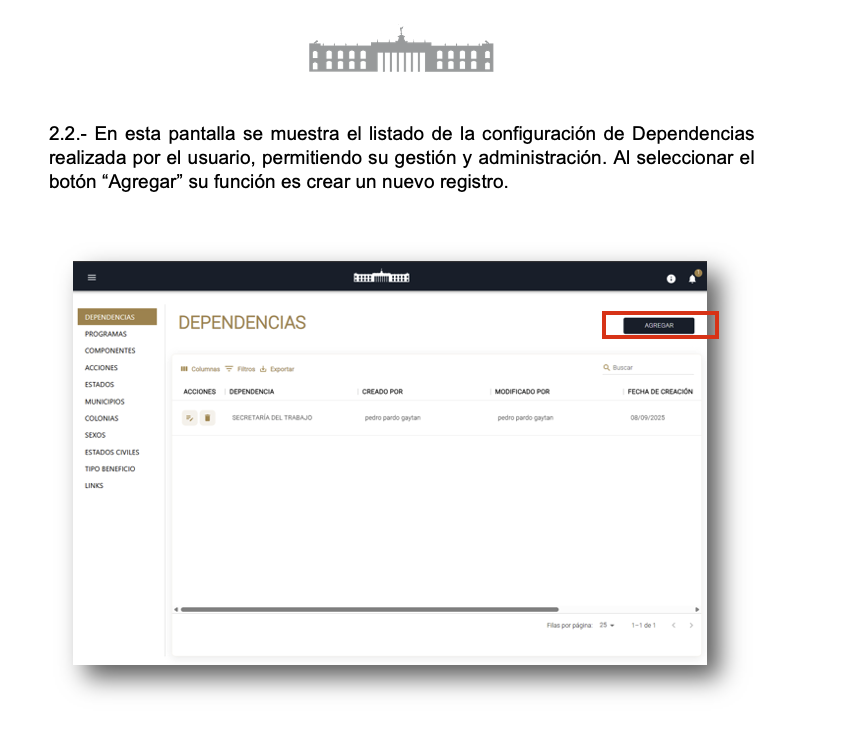 2.2.- En esta pantalla se muestra el listado de la configuración de Dependencias
realizada por el usuario, permitiendo su gestión y administración. Al seleccionar el
botón “Agregar” su función es crear un nuevo registro.
1
DEPENDENCIAS
PROGRAMAS
COMPONENTES
ACCIONES
ESTADOS
MUNICIPIOS
COLONIAS
SEXOS
ESTADOS CIVILES
TIPO BENEFICIO
LINKS
DEPENDENCIAS
AGREGAR
Columnas Filtros Exportar
Buscar
ACCIONES DEPENDENCIA CREADO POR MODIFICADO POR FECHA DE CREACIÓN
SECRETARÍA DEL TRABAJO pedro pardo gaytan pedro pardo gaytan 08/09/2025
Filas por página: 25 1–1 de 1